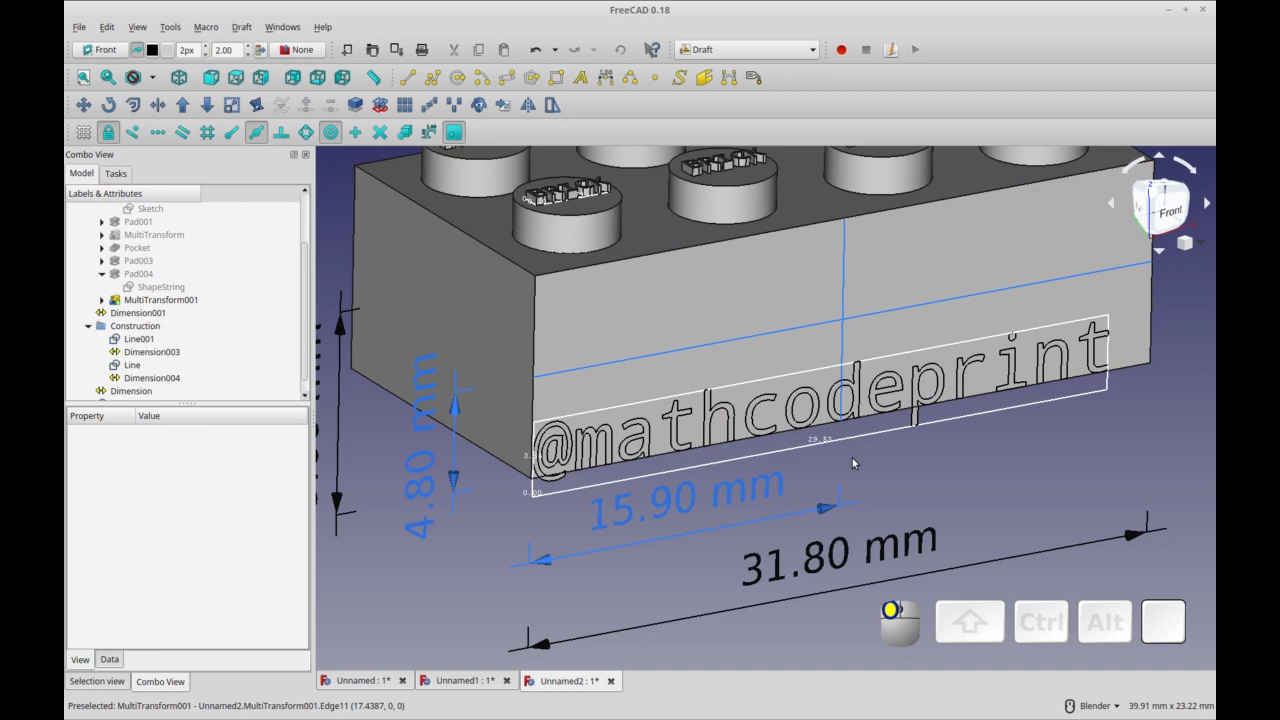 FreeCAD 0.18
File Edit View Tools Macro Draft Windows Help
Front 2px 2.00 None Draft
Combo View
Model Tasks
Labels & Attributes
Sketch
Pad001
MultiTransform
Pocket
Pad003
Pad004
ShapeString
MultiTransform001
Dimension001
Construction
Line001
Dimension003
Line
Dimension004
Dimension
Property Value
View Data
Selection view Combo View
Z
Front
@mathcodeprint
29.53
0.00
4.80 mm
15.90 mm
31.80 mm
Ctrl Alt
Unnamed : 1* Unnamed1 : 1* Unnamed2 : 1*
Preselected: MultiTransform001 - Unnamed2.MultiTransform001.Edge11 (17.4387, 0, 0)
Blender 39.91 mm x 23.22 mm